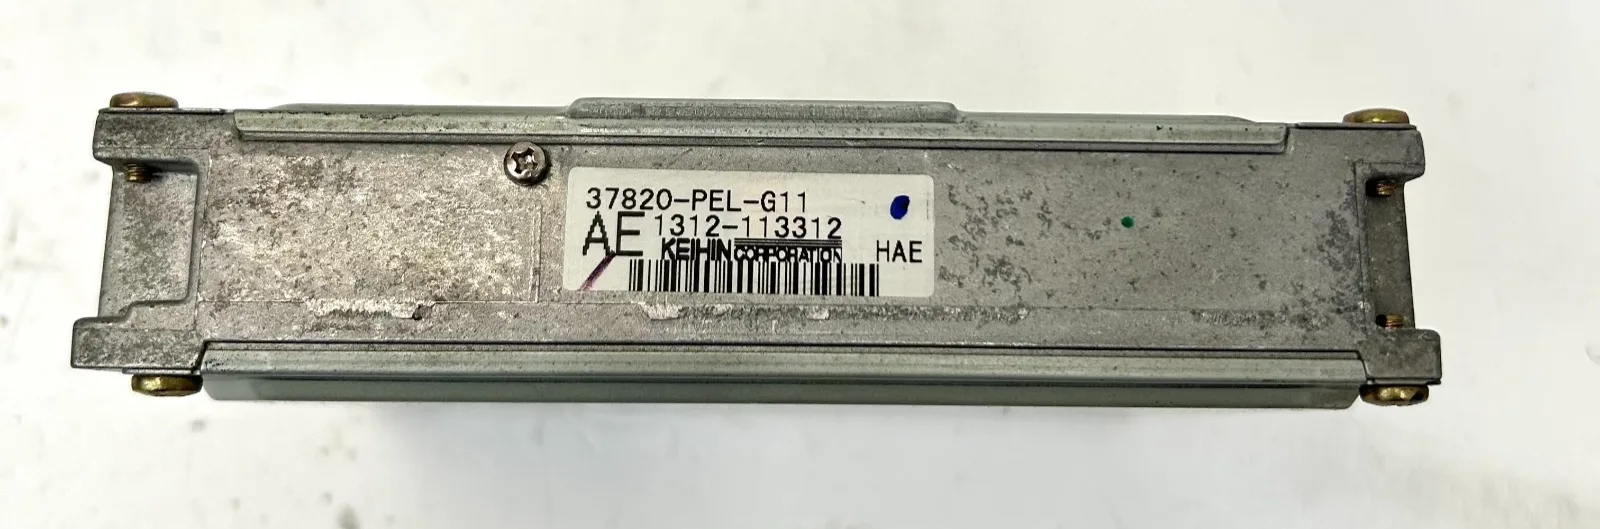 37820-PEL-G11
AE 1312-113312
KEIHIN CORPORATION HAE